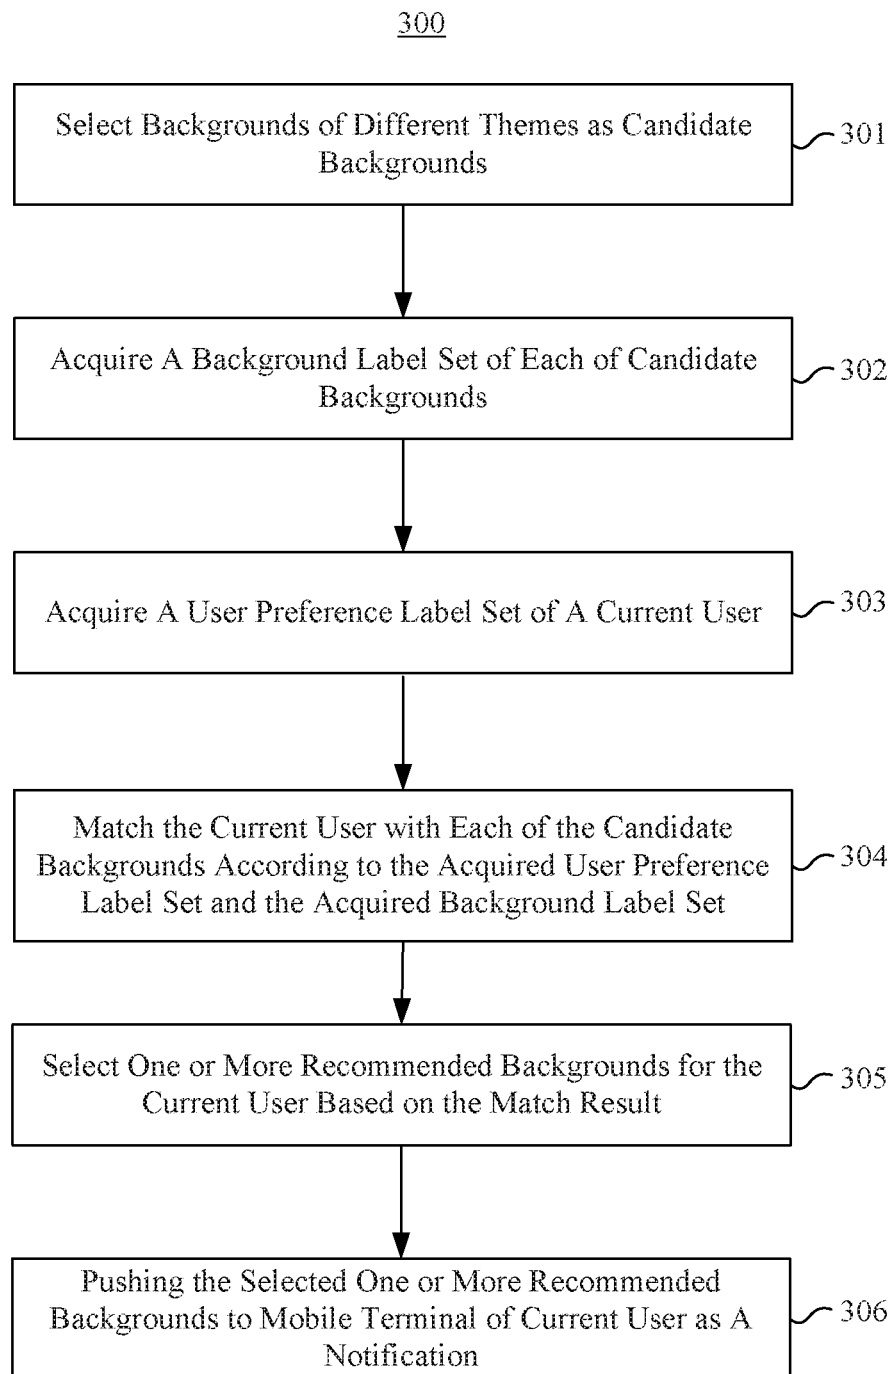 300
Select Backgrounds of Different Themes as Candidate
Backgrounds
301
Acquire A Background Label Set of Each of Candidate
Backgrounds
302
Acquire A User Preference Label Set of A Current User
303
Match the Current User with Each of the Candidate
Backgrounds According to the Acquired User Preference
Label Set and the Acquired Background Label Set
304
Select One or More Recommended Backgrounds for the
Current User Based on the Match Result
305
Pushing the Selected One or More Recommended
Backgrounds to Mobile Terminal of Current User as A
Notification
306